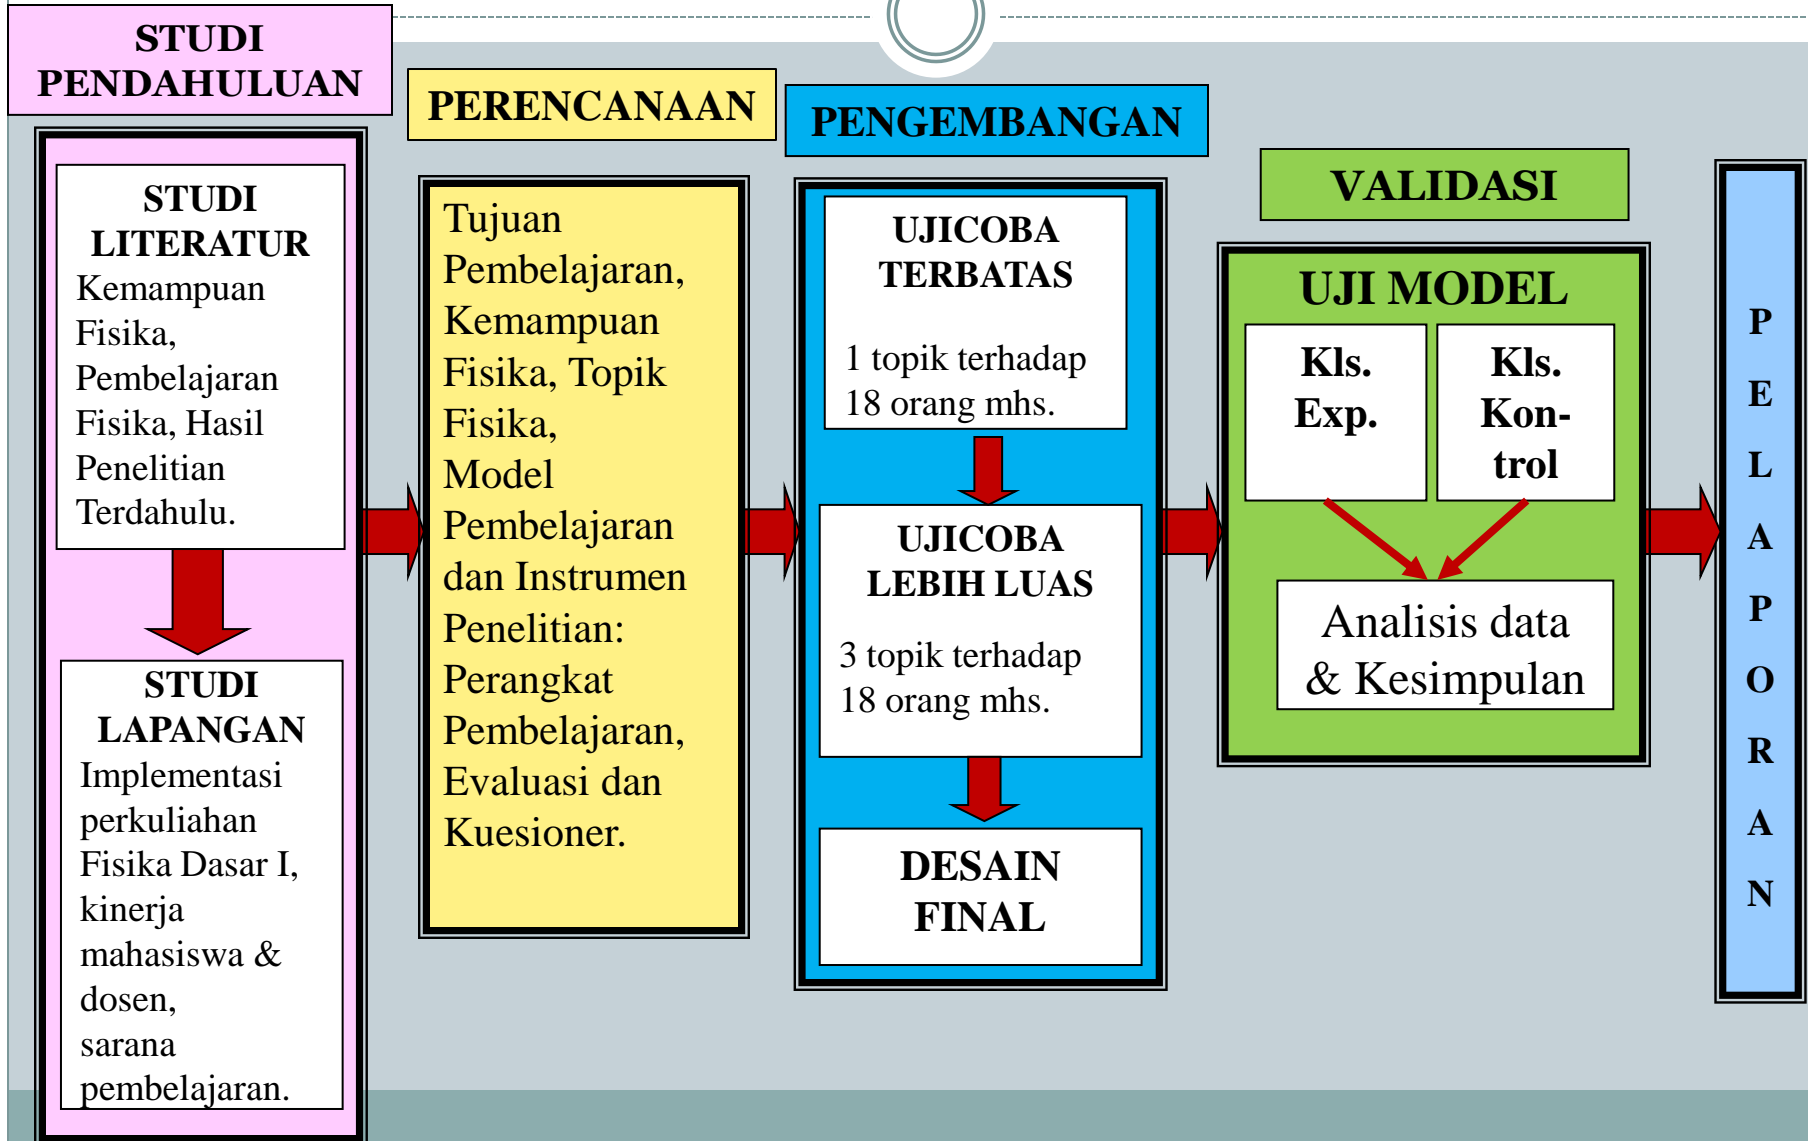 STUDI
PENDAHULUAN
STUDI
LITERATUR
Kemampuan
Fisika,
Pembelajaran
Fisika, Hasil
Penelitian
Terdahulu.
STUDI
LAPANGAN
Implementasi
perkuliahan
Fisika Dasar I,
kinerja
mahasiswa &
dosen,
sarana
pembelajaran.
PERENCANAAN
Tujuan
Pembelajaran,
Kemampuan
Fisika, Topik
Fisika,
Model
Pembelajaran
dan Instrumen
Penelitian:
Perangkat
Pembelajaran,
Evaluasi dan
Kuesioner.
PENGEMBANGAN
UJICOBA
TERBATAS
1 topik terhadap
18 orang mhs.
UJICOBA
LEBIH LUAS
3 topik terhadap
18 orang mhs.
DESAIN
FINAL
VALIDASI
UJI MODEL
Kls.
Exp.
Kls.
Kon-
trol
Analisis data
& Kesimpulan
P
E
L
A
P
O
R
A
N